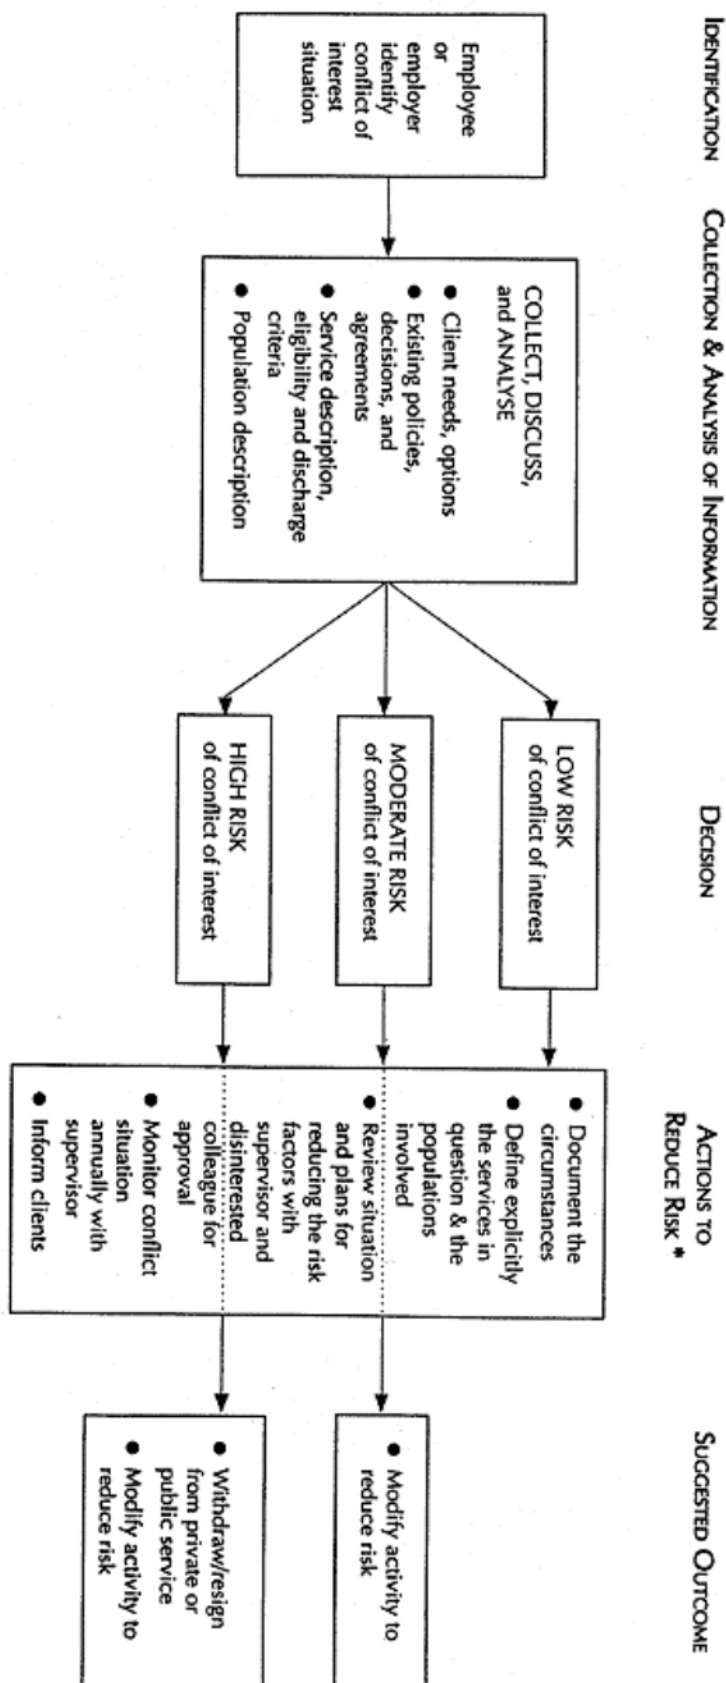 IDENTIFICATION
COLLECTION & ANALYSIS OF INFORMATION
DECISION
ACTIONS TO
REDUCE RISK *
SUGGESTED OUTCOME
Employee
or
employer
identify
conflict of
interest
situation
COLLECT, DISCUSS,
and ANALYSE
● Client needs, options
● Existing policies,
decisions, and
agreements
● Service description,
eligibility and discharge
criteria
● Population description
LOW RISK
of conflict of interest
MODERATE RISK
of conflict of interest
HIGH RISK
of conflict of interest
● Document the
circumstances
● Define explicitly
the services in
question & the
populations
involved
● Review situation
and plans for
reducing the risk
factors with
supervisor and
disinterested
colleague for
approval
● Monitor conflict
situation
annually with
supervisor
● Inform clients
● Modify activity to
reduce risk
● Withdraw/resign
from private or
public service
● Modify activity to
reduce risk